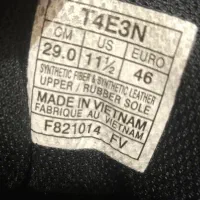 T4E3N
CM US EURO
29.0 11½ 46
SYNTHETIC FIBER & SYNTHETIC LEATHER
UPPER / RUBBER SOLE
MADE IN VIETNAM
FABRIQUE AU VIETNAM
F821014 FV